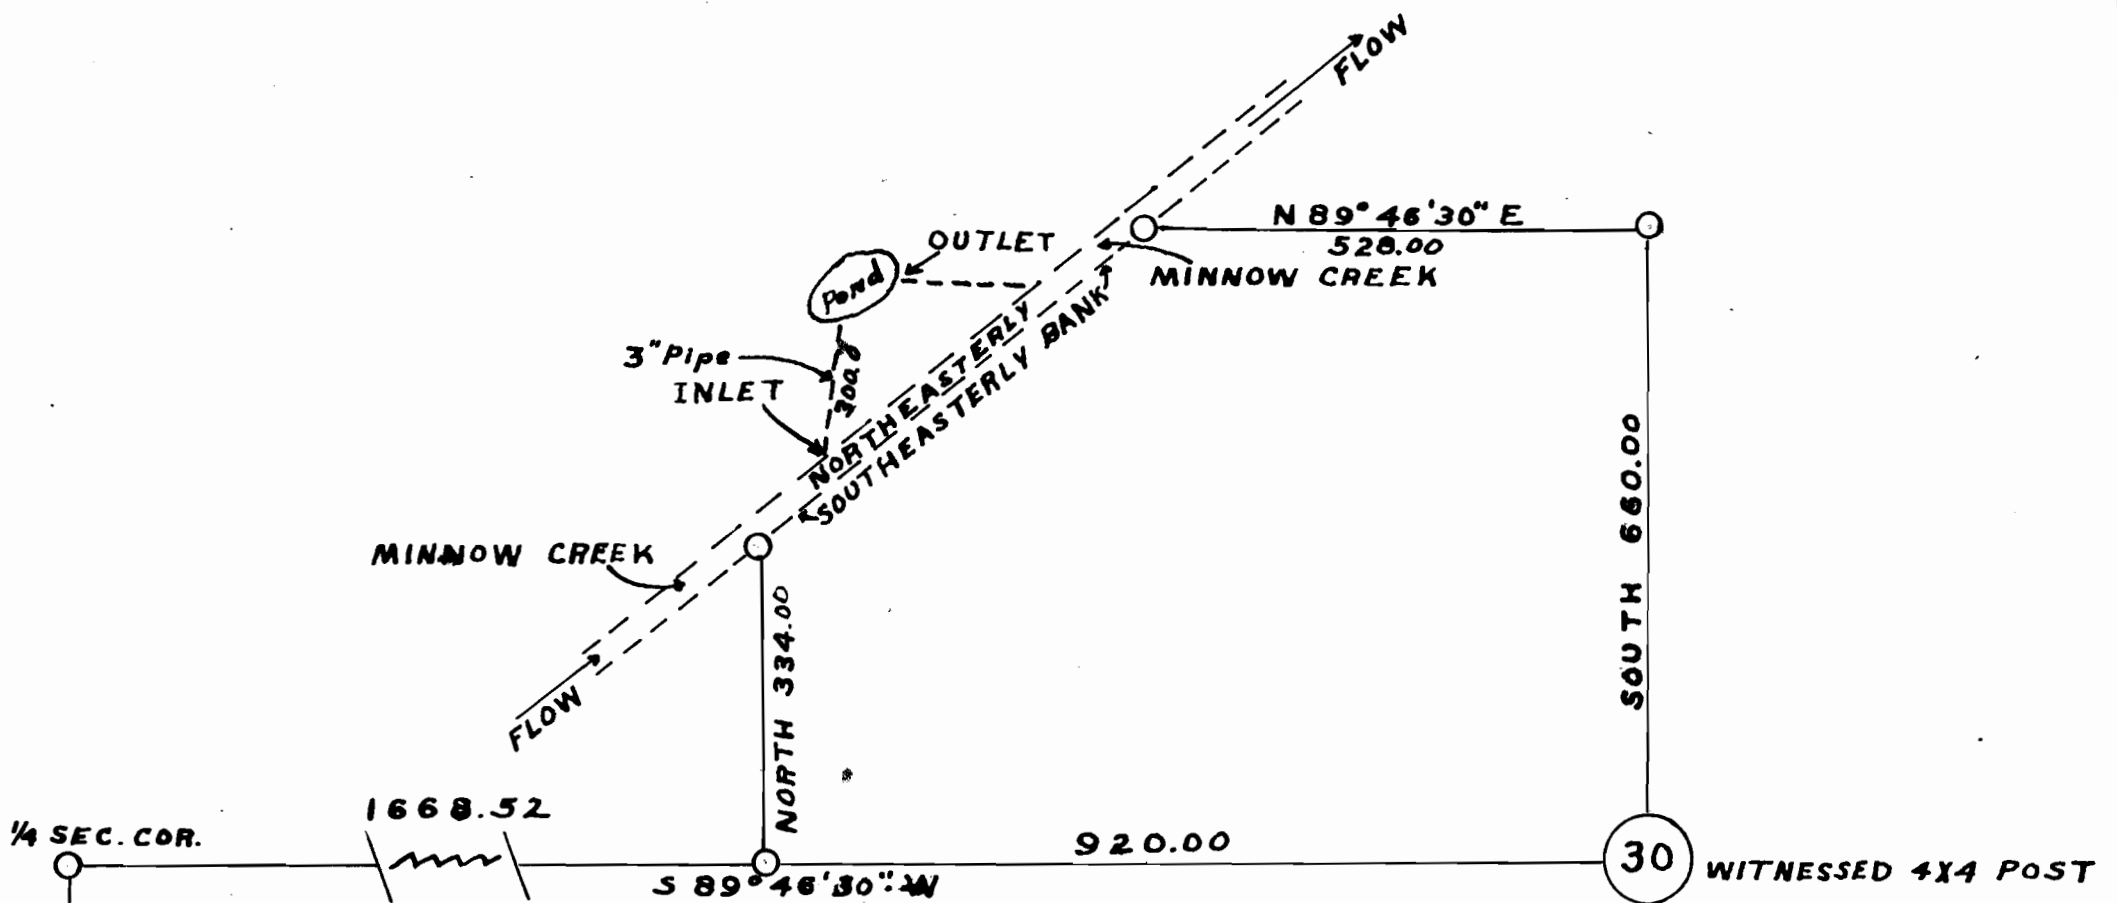 FLOW
N 89° 46'30" E
528.00
OUTLET
MINNOW CREEK
Pond
3" Pipe
INLET
300.0
NORTHEASTERLY
SOUTHEASTERLY BANK
MINNOW CREEK
SOUTH 660.00
NORTH 334.00
FLOW
1668.52
1/4 SEC. COR.
920.00
S 89° 46'30" W
30
WITNESSED 4X4 POST